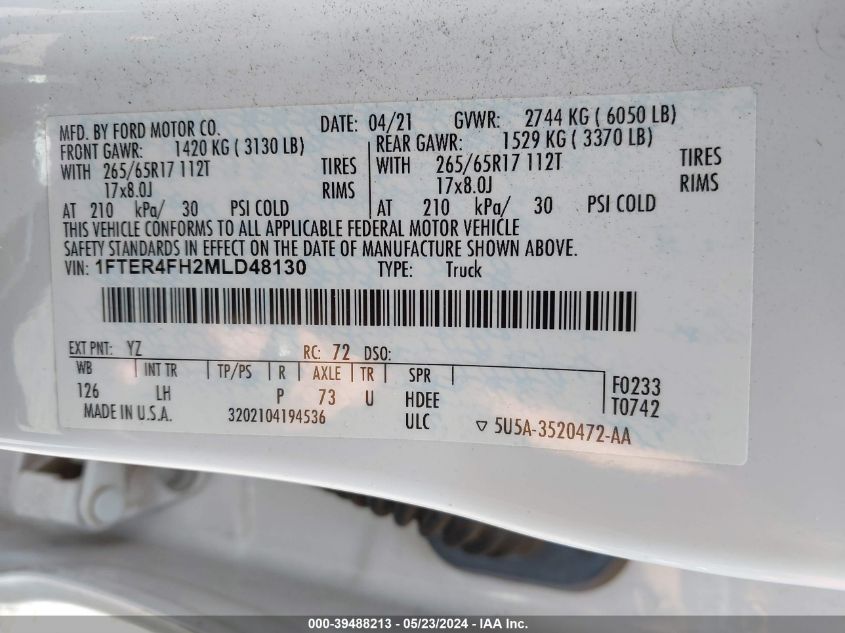 MFD. BY FORD MOTOR CO. DATE: 04/21 GVWR: 2744 KG ( 6050 LB)
FRONT GAWR: 1420 KG ( 3130 LB) REAR GAWR: 1529 KG ( 3370 LB)
WITH 265/65R17 112T TIRES WITH 265/65R17 112T TIRES
17x8.0J RIMS 17x8.0J RIMS
AT 210 kPa/ 30 PSI COLD AT 210 kPa/ 30 PSI COLD
THIS VEHICLE CONFORMS TO ALL APPLICABLE FEDERAL MOTOR VEHICLE
SAFETY STANDARDS IN EFFECT ON THE DATE OF MANUFACTURE SHOWN ABOVE.
VIN: 1FTER4FH2MLD48130 TYPE: Truck
EXT PNT: YZ RC: 72 DSO:
WB INT TR TP/PS R AXLE TR SPR F0233
126 LH P 73 U HDEE T0742
MADE IN U.S.A. 3202104194536 ULC ▽ 5U5A-3520472-AA
000-39488213 - 05/23/2024 - IAA Inc.